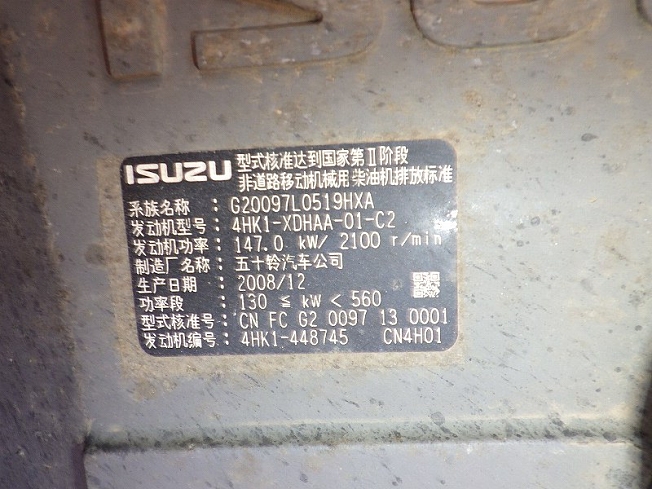 ISUZU 型式核准达到国家第Ⅱ阶段
非道路移动机械用柴油机排放标准
系族名称 : G20097L0519HXA
发动机型号 : 4HK1-XDHAA-01-C2
发动机功率 : 147.0 kW/ 2100 r/min
制造厂名称 : 五十铃汽车公司
生产日期 : 2008/12
功率段 : 130 ≦ kW < 560
型式核准号 : CN FC G2 0097 13 0001
发动机编号 : 4HK1-448745 CN4H01